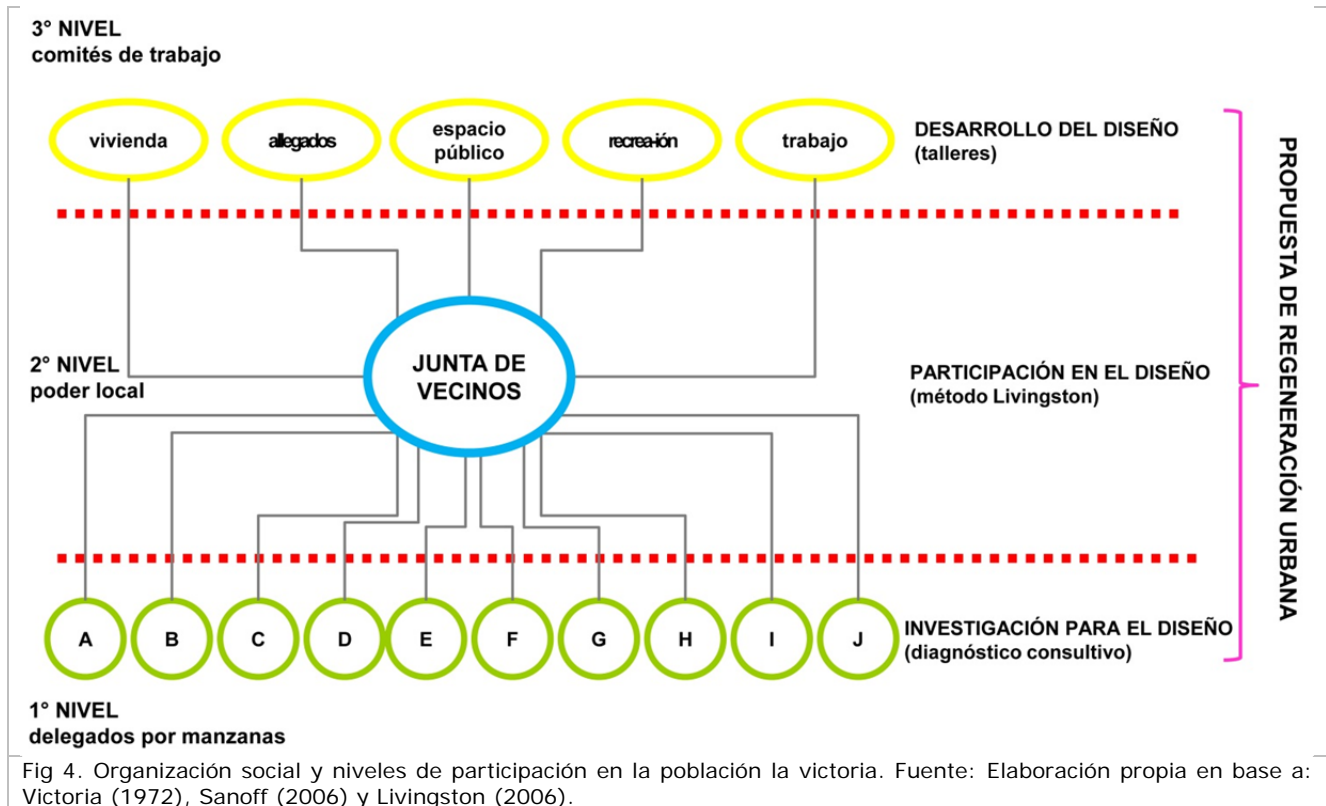 3° NIVEL
comités de trabajo
vivienda
allegados
espacio
público
recrea-ión
trabajo
DESARROLLO DEL DISEÑO
(talleres)
2° NIVEL
poder local
JUNTA DE
VECINOS
PARTICIPACIÓN EN EL DISEÑO
(método Livingston)
PROPUESTA DE REGENERACIÓN URBANA
A
B
C
D
E
F
G
H
I
J
INVESTIGACIÓN PARA EL DISEÑO
(diagnóstico consultivo)
1° NIVEL
delegados por manzanas
Fig 4. Organización social y niveles de participación en la población la victoria. Fuente: Elaboración propia en base a:
Victoria (1972), Sanoff (2006) y Livingston (2006).